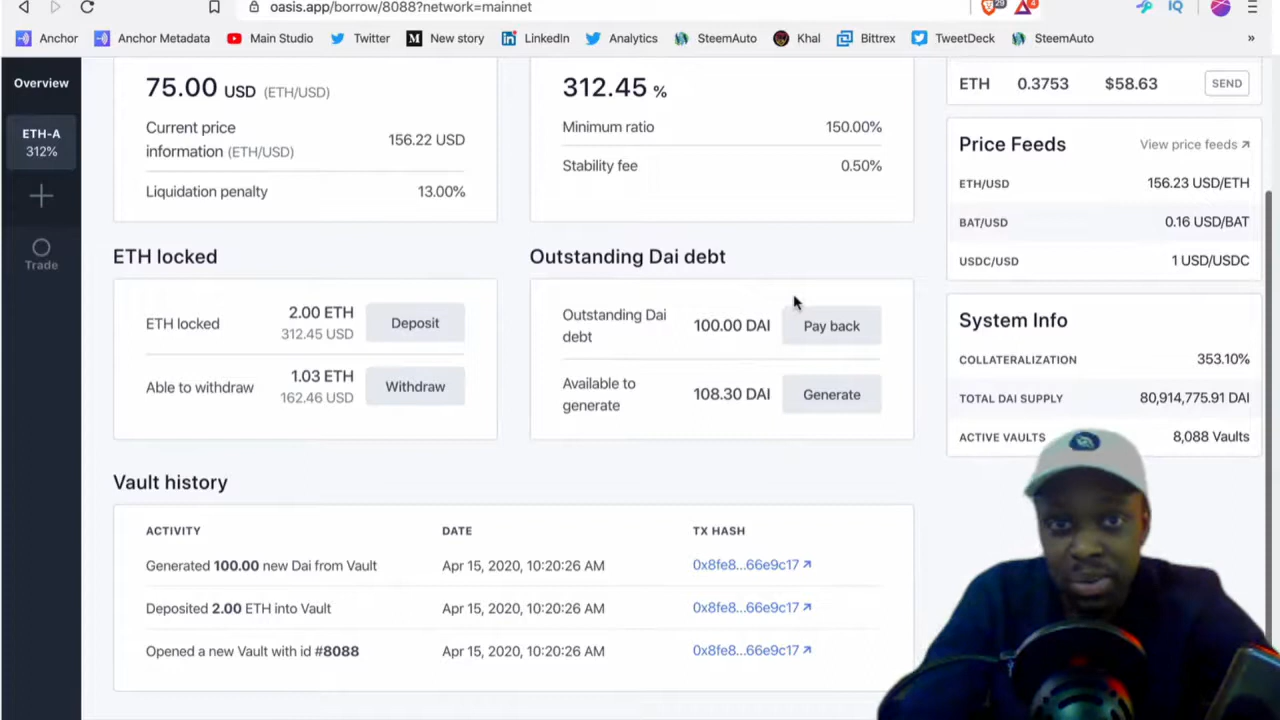 oasis.app/borrow/8088?network=mainnet
29
4
Anchor Anchor Metadata Main Studio Twitter New story LinkedIn Analytics SteemAuto Khal Bittrex TweetDeck SteemAuto »
Overview
ETH-A
312%
Trade
75.00 USD (ETH/USD)
Current price
information (ETH/USD) 156.22 USD
Liquidation penalty 13.00%
312.45 %
Minimum ratio 150.00%
Stability fee 0.50%
ETH 0.3753 $58.63 SEND
Price Feeds View price feeds
ETH/USD 156.23 USD/ETH
BAT/USD 0.16 USD/BAT
USDC/USD 1 USD/USDC
ETH locked
ETH locked 2.00 ETH Deposit
312.45 USD
Able to withdraw 1.03 ETH Withdraw
162.46 USD
Outstanding Dai debt
Outstanding Dai
debt 100.00 DAI Pay back
Available to
generate 108.30 DAI Generate
System Info
COLLATERALIZATION 353.10%
TOTAL DAI SUPPLY 80,914,775.91 DAI
ACTIVE VAULTS 8,088 Vaults
Vault history
ACTIVITY DATE TX HASH
Generated 100.00 new Dai from Vault Apr 15, 2020, 10:20:26 AM 0x8fe8...66e9c17
Deposited 2.00 ETH into Vault Apr 15, 2020, 10:20:26 AM 0x8fe8...66e9c17
Opened a new Vault with id #8088 Apr 15, 2020, 10:20:26 AM 0x8fe8...66e9c17